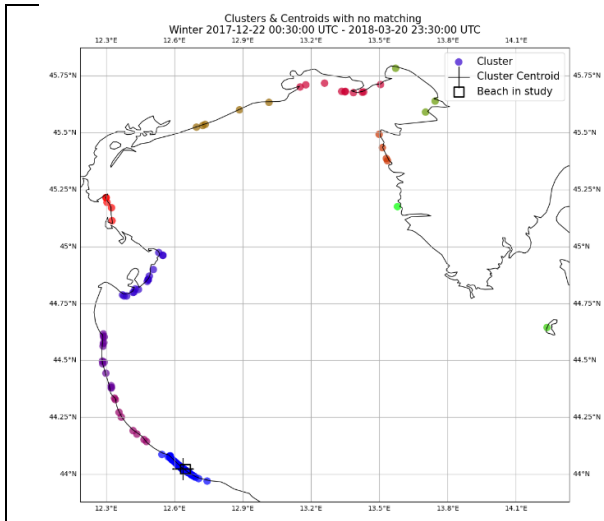 Clusters & Centroids with no matching
Winter 2017-12-22 00:30:00 UTC - 2018-03-20 23:30:00 UTC
12.3°E 12.6°E 12.9°E 13.2°E 13.5°E 13.8°E 14.1°E
Cluster
Cluster Centroid
Beach in study
45.75°N 45.75°N
45.5°N 45.5°N
45.25°N 45.25°N
45°N 45°N
44.75°N 44.75°N
44.5°N 44.5°N
44.25°N 44.25°N
44°N 44°N
12.3°E 12.6°E 12.9°E 13.2°E 13.5°E 13.8°E 14.1°E